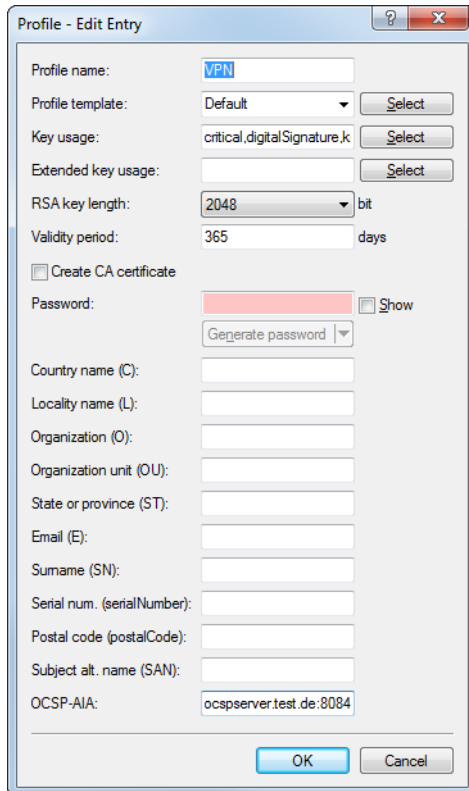 Profile - Edit Entry
?
Profile name: VPN
Profile template: Default Select
Key usage: critical,digitalSignature,k Select
Extended key usage: Select
RSA key length: 2048 bit
Validity period: 365 days
Create CA certificate
Password: Show
Generate password
Country name (C):
Locality name (L):
Organization (O):
Organization unit (OU):
State or province (ST):
Email (E):
Surname (SN):
Serial num. (serialNumber):
Postal code (postalCode):
Subject alt. name (SAN):
OCSP-AIA: ocspserver.test.de:8084
OK Cancel